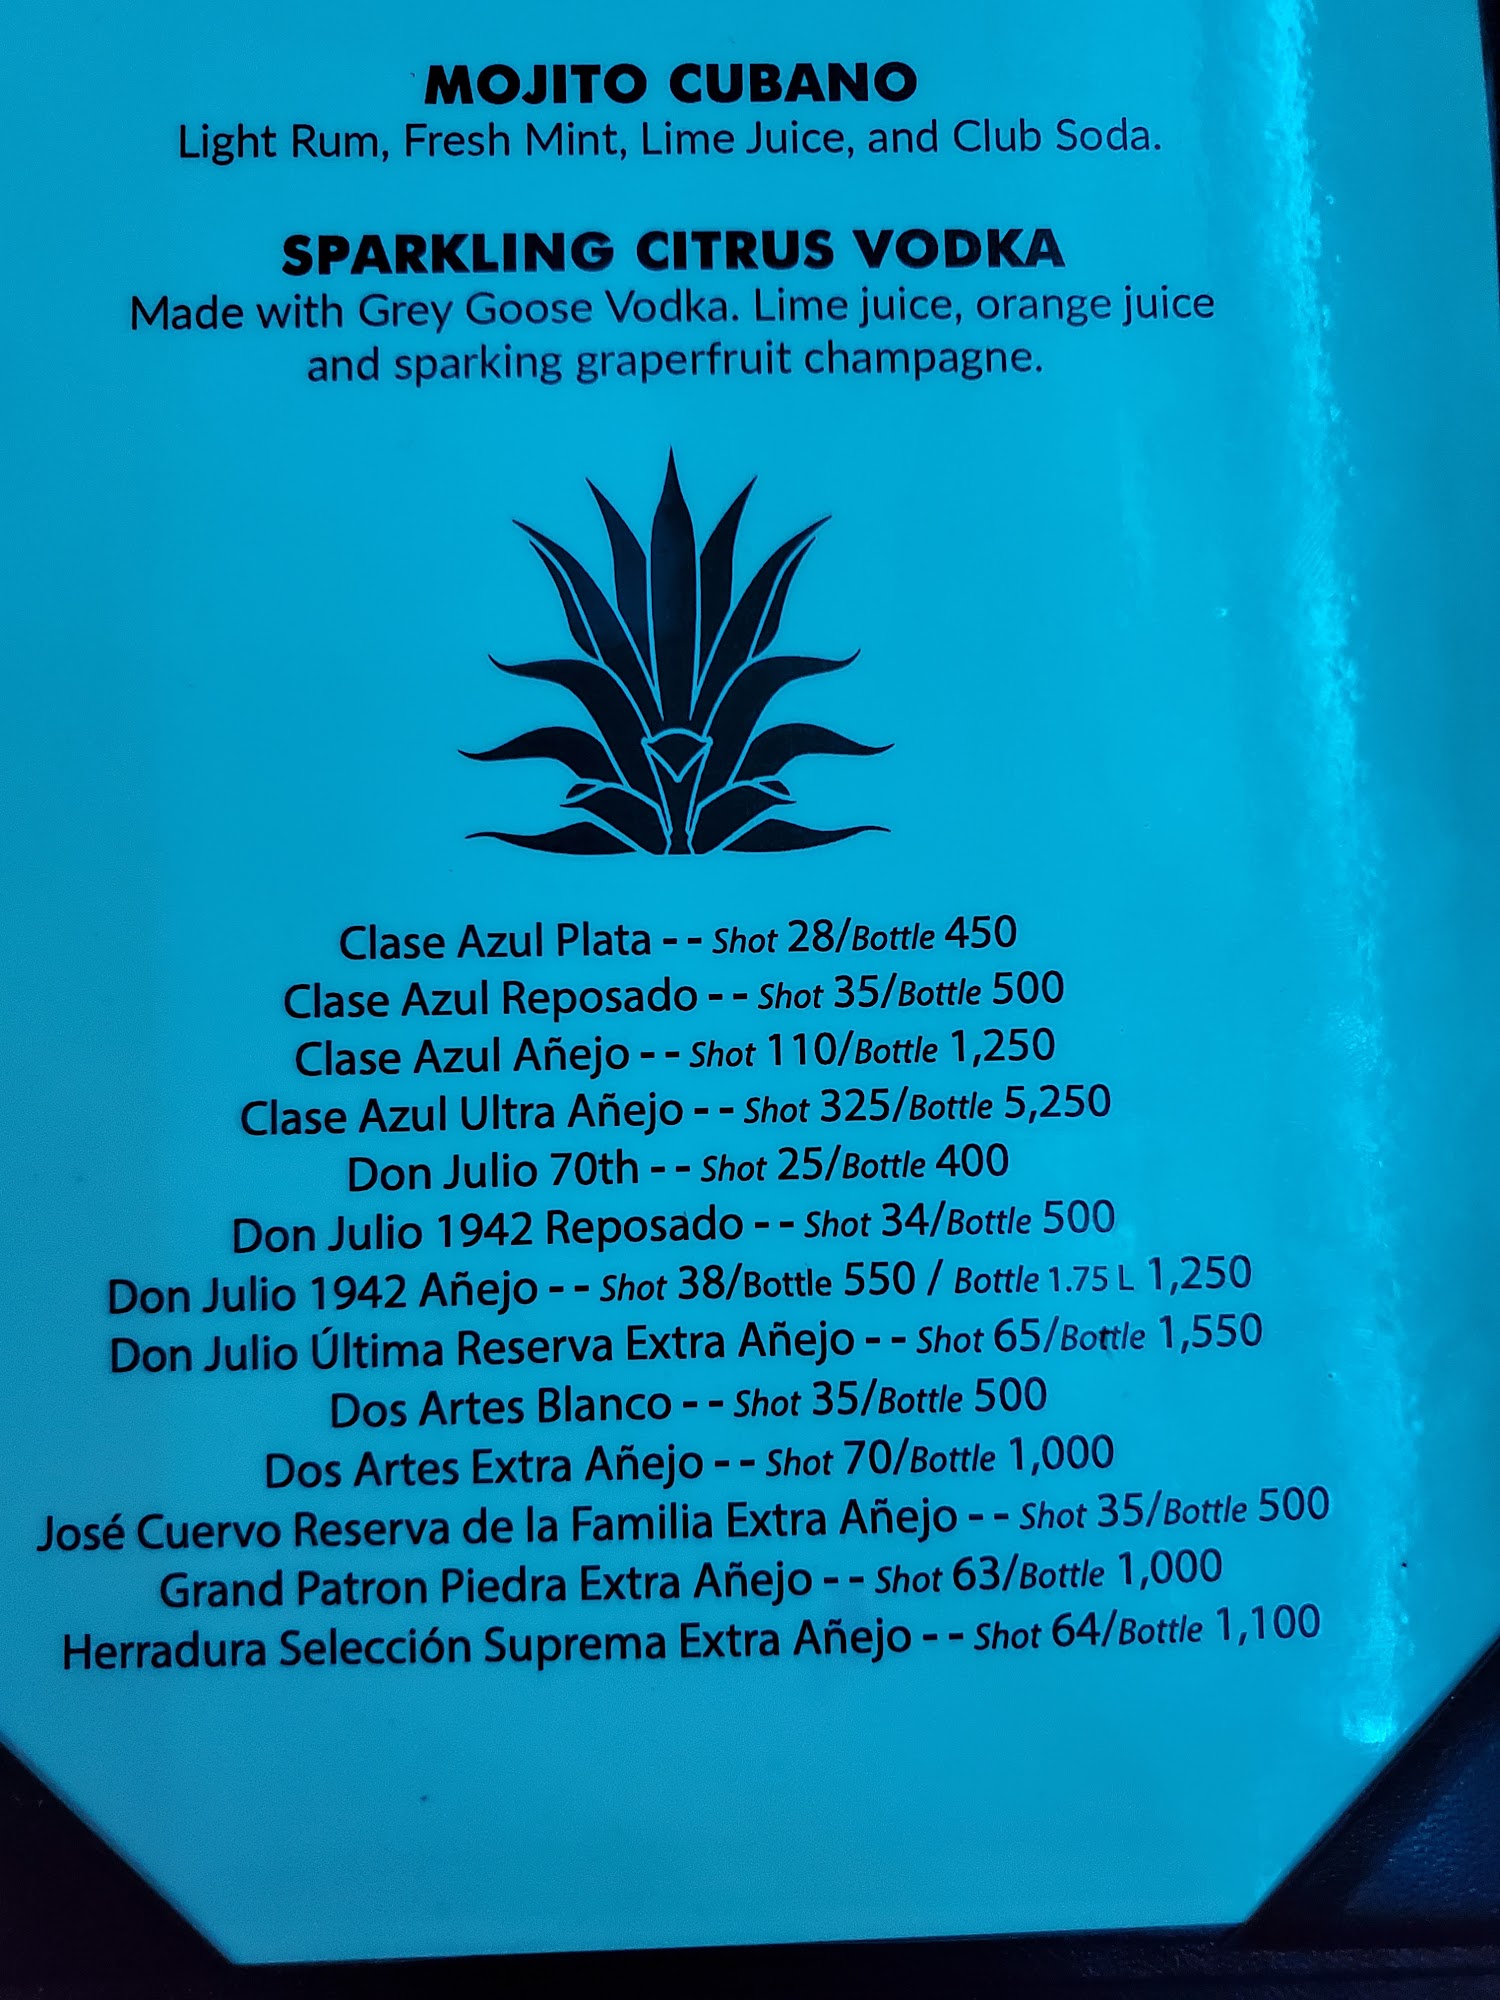 MOJITO CUBANO
Light Rum, Fresh Mint, Lime Juice, and Club Soda.
SPARKLING CITRUS VODKA
Made with Grey Goose Vodka. Lime juice, orange juice
and sparking graperfruit champagne.
Clase Azul Plata - - Shot 28/Bottle 450
Clase Azul Reposado - - Shot 35/Bottle 500
Clase Azul Añejo - - Shot 110/Bottle 1,250
Clase Azul Ultra Añejo - - Shot 325/Bottle 5,250
Don Julio 70th - - Shot 25/Bottle 400
Don Julio 1942 Reposado - - Shot 34/Bottle 500
Don Julio 1942 Añejo - - Shot 38/Bottle 550 / Bottle 1.75 L 1,250
Don Julio Última Reserva Extra Añejo - - Shot 65/Bottle 1,550
Dos Artes Blanco - - Shot 35/Bottle 500
Dos Artes Extra Añejo - - Shot 70/Bottle 1,000
José Cuervo Reserva de la Familia Extra Añejo - - Shot 35/Bottle 500
Grand Patron Piedra Extra Añejo - - Shot 63/Bottle 1,000
Herradura Selección Suprema Extra Añejo - - Shot 64/Bottle 1,100